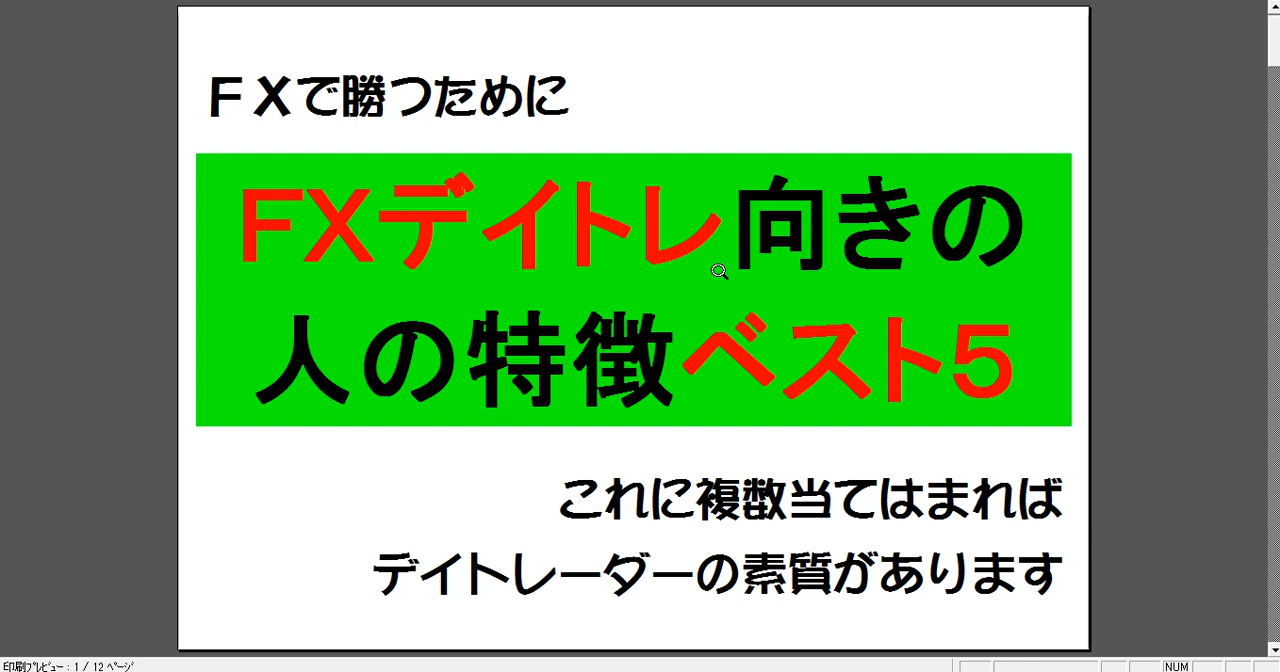 ＦＸで勝つために
FXデイトレ向きの
人の特徴ベスト5
これに複数当てはまれば
デイトレーダーの素質があります
印刷ﾌﾟﾚﾋﾞｭｰ : 1 / 12 ﾍﾟｰｼﾞ
NUM